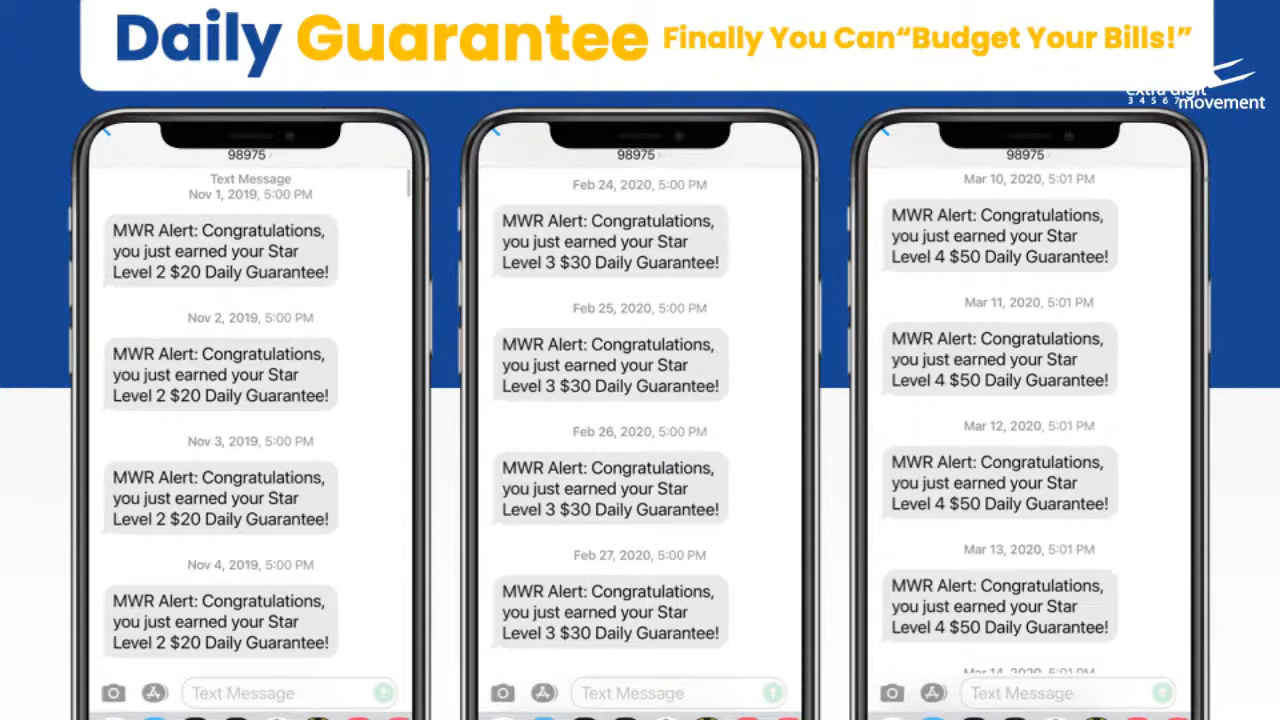 Daily Guarantee Finally You Can“Budget Your Bills!”
extra digit
34567 movement
98975
Text Message
Nov 1, 2019, 5:00 PM
MWR Alert: Congratulations,
you just earned your Star
Level 2 $20 Daily Guarantee!
Nov 2, 2019, 5:00 PM
MWR Alert: Congratulations,
you just earned your Star
Level 2 $20 Daily Guarantee!
Nov 3, 2019, 5:00 PM
MWR Alert: Congratulations,
you just earned your Star
Level 2 $20 Daily Guarantee!
Nov 4, 2019, 5:00 PM
MWR Alert: Congratulations,
you just earned your Star
Level 2 $20 Daily Guarantee!
Text Message
98975
Feb 24, 2020, 5:00 PM
MWR Alert: Congratulations,
you just earned your Star
Level 3 $30 Daily Guarantee!
Feb 25, 2020, 5:00 PM
MWR Alert: Congratulations,
you just earned your Star
Level 3 $30 Daily Guarantee!
Feb 26, 2020, 5:00 PM
MWR Alert: Congratulations,
you just earned your Star
Level 3 $30 Daily Guarantee!
Feb 27, 2020, 5:00 PM
MWR Alert: Congratulations,
you just earned your Star
Level 3 $30 Daily Guarantee!
Text Message
98975
Mar 10, 2020, 5:01 PM
MWR Alert: Congratulations,
you just earned your Star
Level 4 $50 Daily Guarantee!
Mar 11, 2020, 5:01 PM
MWR Alert: Congratulations,
you just earned your Star
Level 4 $50 Daily Guarantee!
Mar 12, 2020, 5:01 PM
MWR Alert: Congratulations,
you just earned your Star
Level 4 $50 Daily Guarantee!
Mar 13, 2020, 5:01 PM
MWR Alert: Congratulations,
you just earned your Star
Level 4 $50 Daily Guarantee!
Mar 14, 2020, 5:01 PM
Text Message